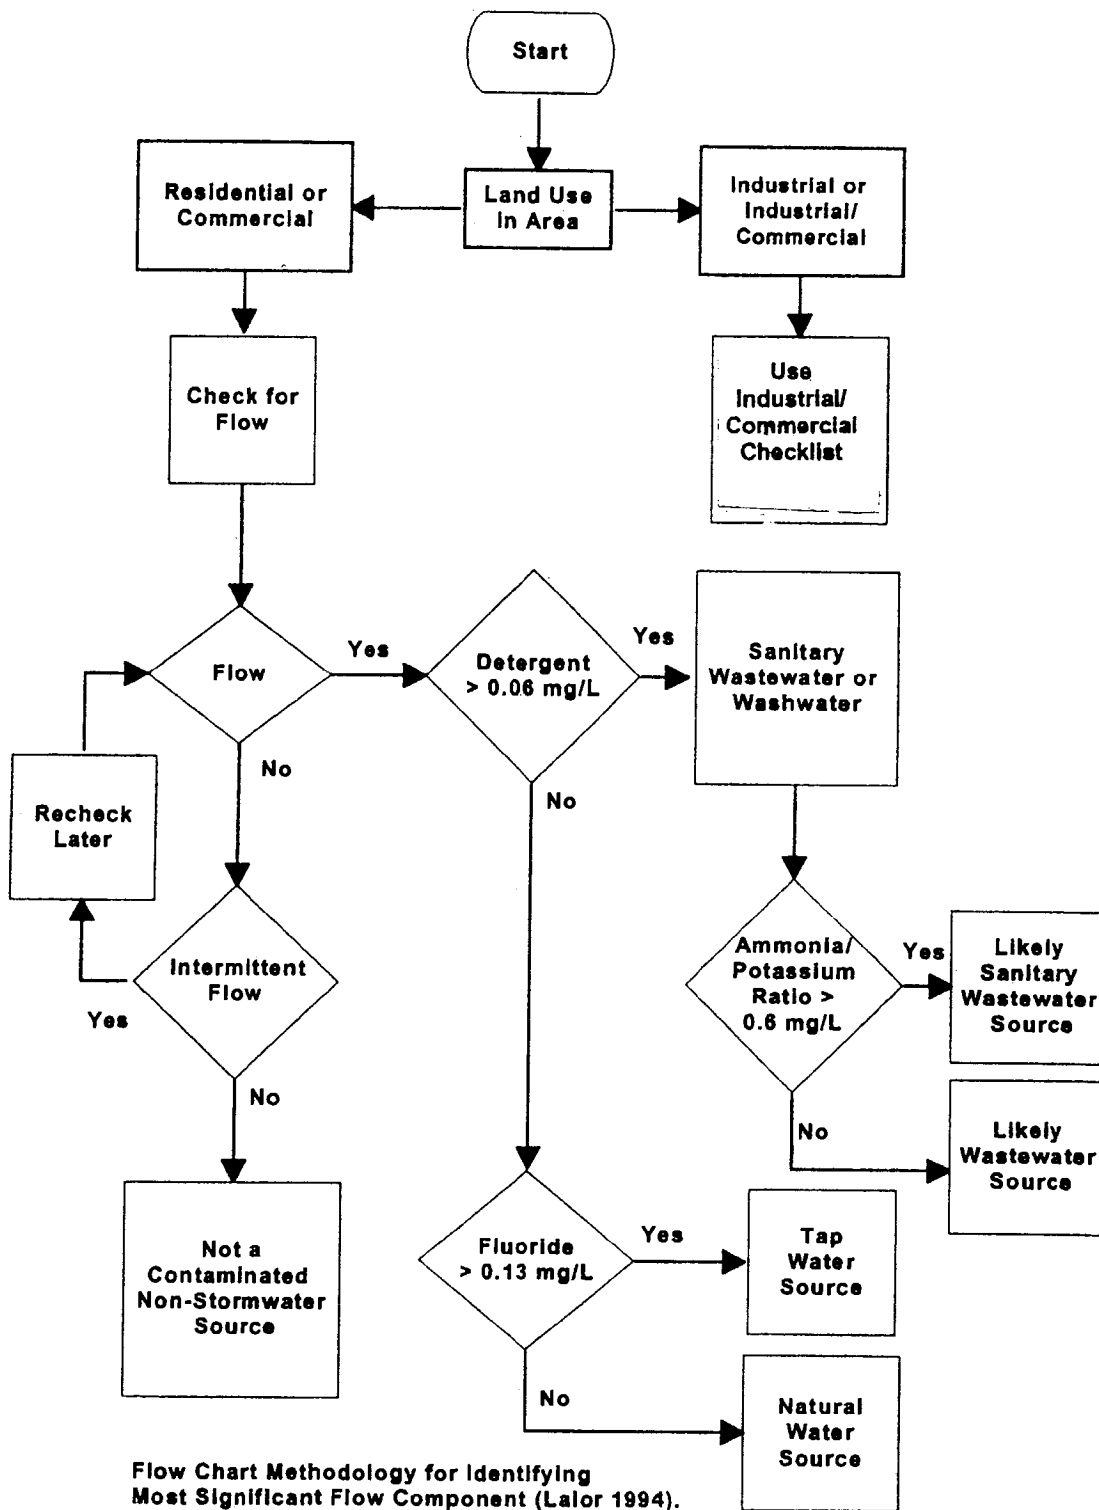 Start
Land Use
in Area
Residential or
Commercial
Industrial or
Industrial/
Commercial
Check for
Flow
Use
Industrial/
Commercial
Checklist
Flow
Yes
Detergent
> 0.06 mg/L
Yes
Sanitary
Wastewater or
Washwater
No
No
Recheck
Later
Intermittent
Flow
Yes
No
Ammonia/
Potassium
Ratio >
0.6 mg/L
Yes
Likely
Sanitary
Wastewater
Source
No
Likely
Wastewater
Source
Not a
Contaminated
Non-Stormwater
Source
Fluoride
> 0.13 mg/L
Yes
Tap
Water
Source
No
Natural
Water
Source
Flow Chart Methodology for Identifying
Most Significant Flow Component (Lalor 1994).